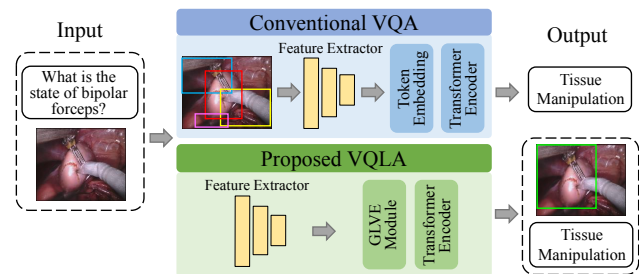 Input
What is the
state of bipolar
forceps?
Conventional VQA
Feature Extractor
Token
Embedding
Transformer
Encoder
Proposed VQLA
Feature Extractor
GLVE
Module
Transformer
Encoder
Output
Tissue
Manipulation
Tissue
Manipulation